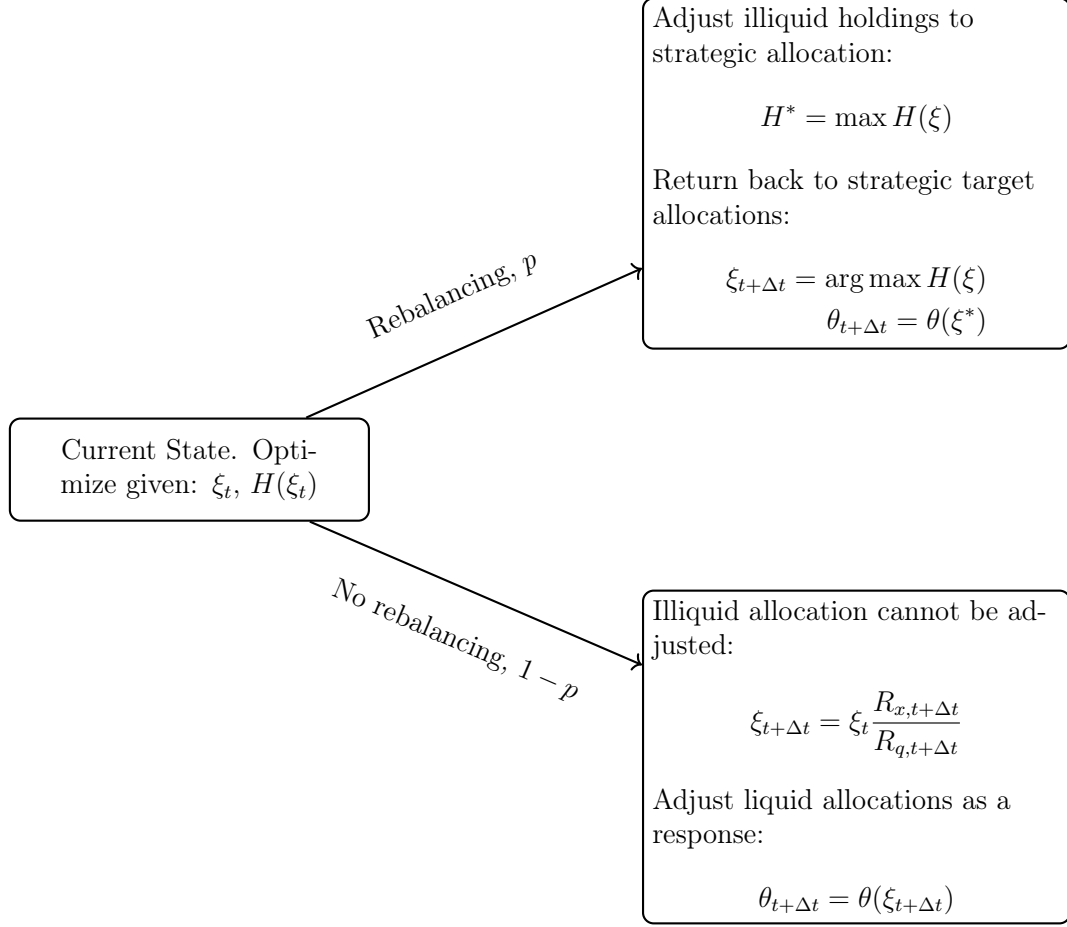 Adjust illiquid holdings to
strategic allocation:
H* = max H(ξ)
Return back to strategic target
allocations:
ξ_{t+Δt} = arg max H(ξ)
θ_{t+Δt} = θ(ξ*)
Rebalancing, p
Current State. Opti-
mize given: ξ_t, H(ξ_t)
No rebalancing, 1 − p
Illiquid allocation cannot be ad-
justed:
ξ_{t+Δt} = ξ_t \frac{R_{x,t+Δt}}{R_{q,t+Δt}}
Adjust liquid allocations as a
response:
θ_{t+Δt} = θ(ξ_{t+Δt})